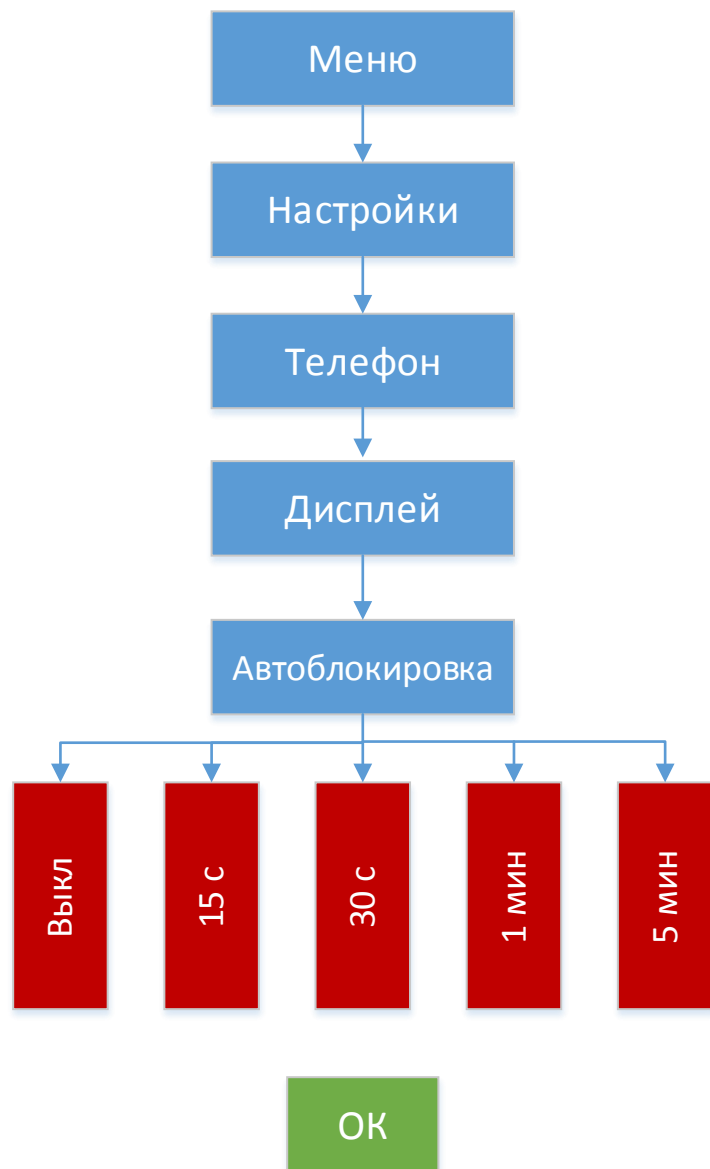 Меню
Настройки
Телефон
Дисплей
Автоблокировка
Выкл
15 с
30 с
1 мин
5 мин
ОК